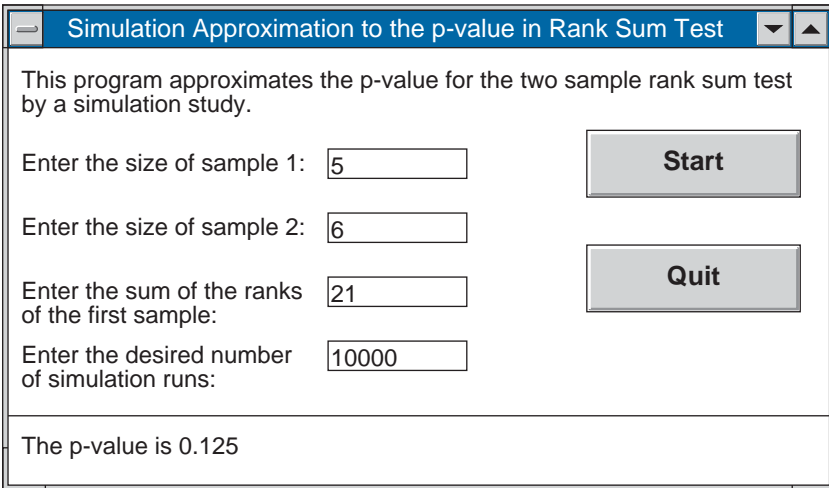 Simulation Approximation to the p-value in Rank Sum Test
This program approximates the p-value for the two sample rank sum test
by a simulation study.
Enter the size of sample 1: 5
Start
Enter the size of sample 2: 6
Quit
Enter the sum of the ranks
of the first sample: 21
Enter the desired number
of simulation runs: 10000
The p-value is 0.125